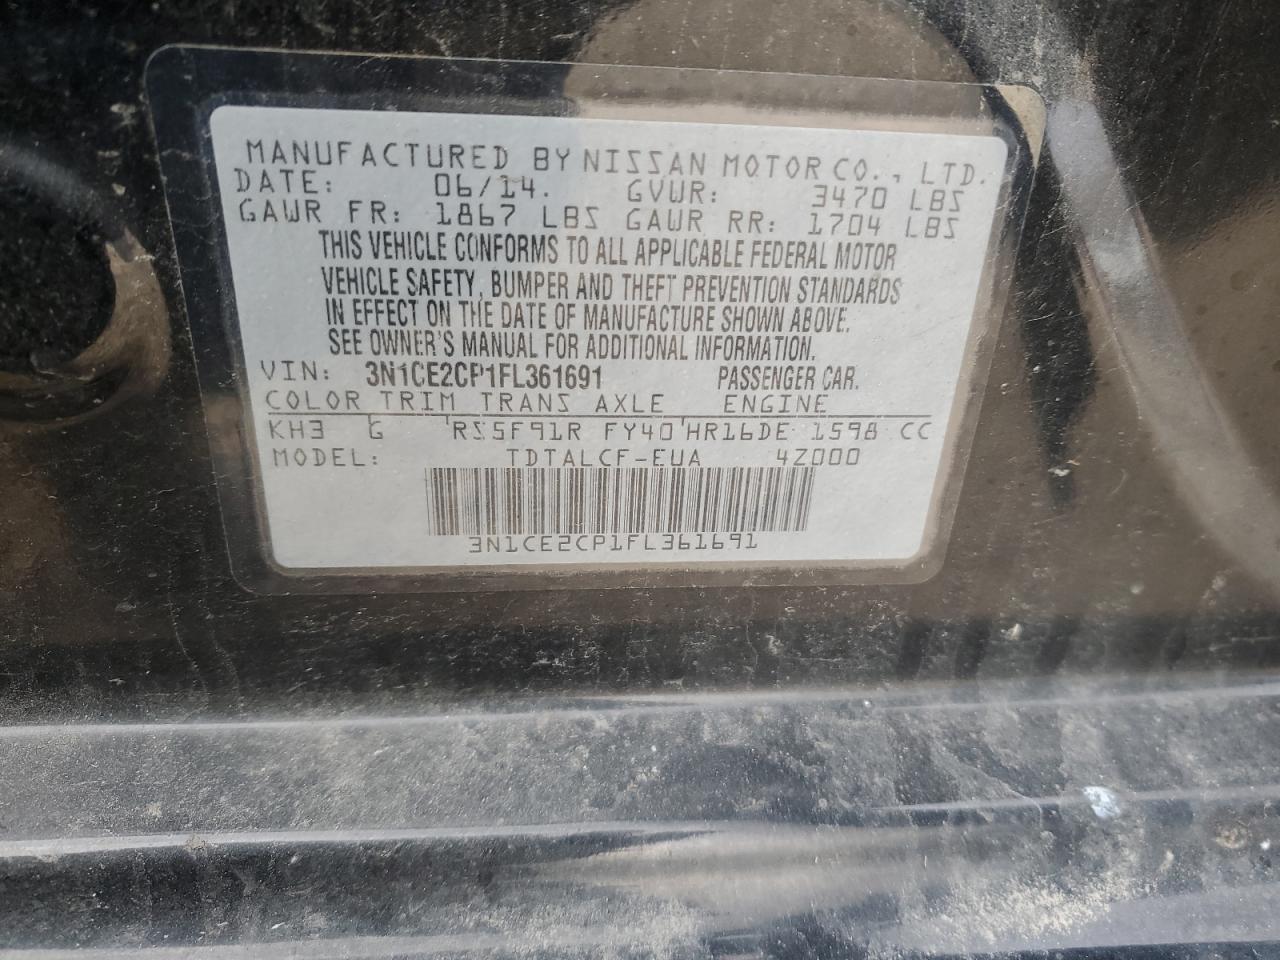 MANUFACTURED BY NISSAN MOTOR CO., LTD.
DATE: 06/14. GVWR: 3470 LBS
GAWR FR: 1867 LBS GAWR RR: 1704 LBS
THIS VEHICLE CONFORMS TO ALL APPLICABLE FEDERAL MOTOR
VEHICLE SAFETY, BUMPER AND THEFT PREVENTION STANDARDS
IN EFFECT ON THE DATE OF MANUFACTURE SHOWN ABOVE.
SEE OWNER'S MANUAL FOR ADDITIONAL INFORMATION.
VIN: 3N1CE2CP1FL361691 PASSENGER CAR.
COLOR TRIM TRANS AXLE ENGINE
KH3 G RS5F91R FY40 HR16DE 1598 CC
MODEL: TDTALCF-EUA 4Z000
3N1CE2CP1FL361691